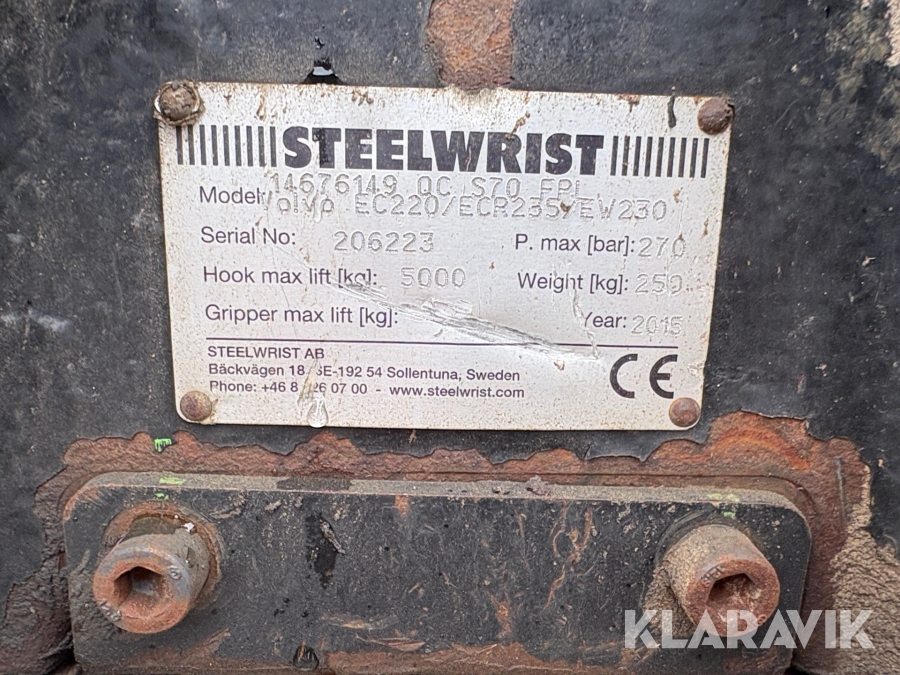 STEELWRIST
14676149 QC S70 FPL
Model: Volvo EC220/ECR235/EW230
Serial No: 206223 P. max [bar]: 270
Hook max lift [kg]: 5000 Weight [kg]: 250
Gripper max lift [kg]: Year: 2015
STEELWRIST AB
Bäckvägen 18 SE-192 54 Sollentuna, Sweden
Phone: +46 8 26 07 00 - www.steelwrist.com
CE
KLARAVIK